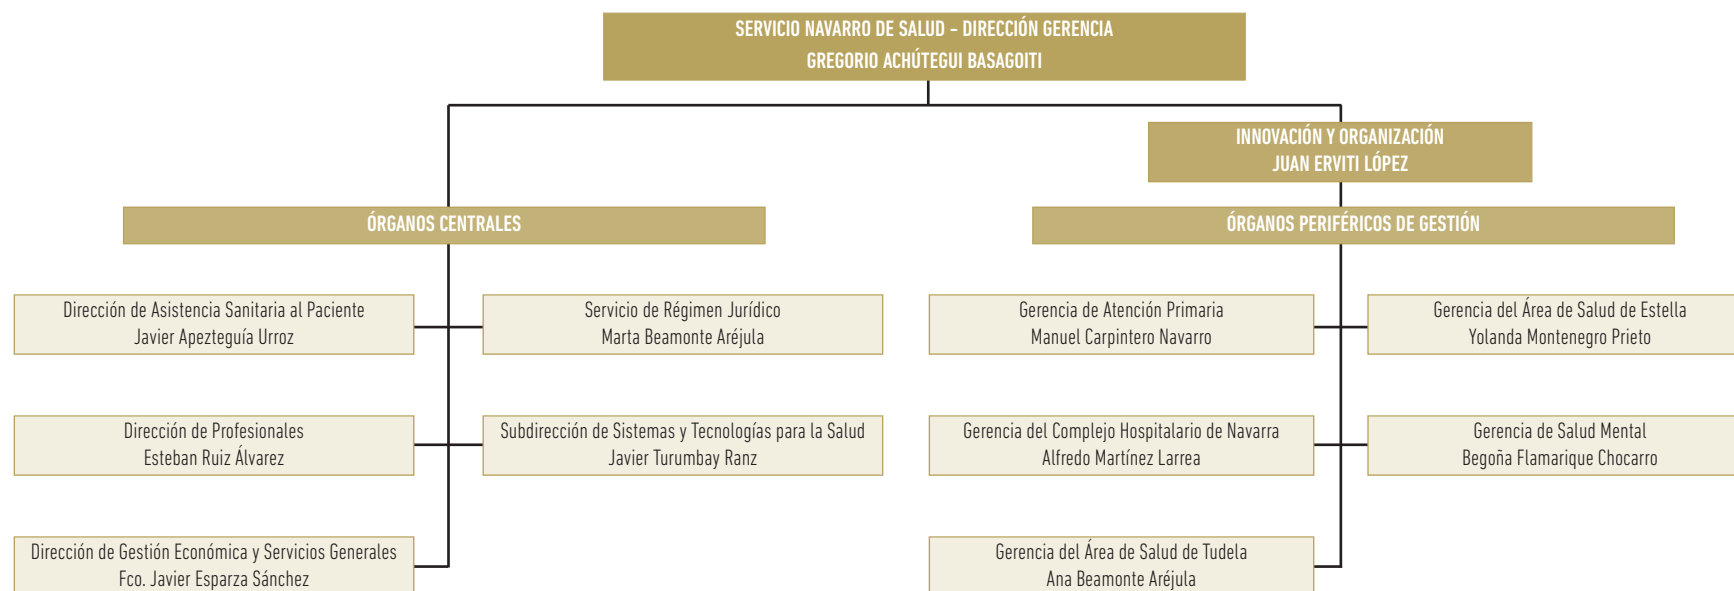 SERVICIO NAVARRO DE SALUD – DIRECCIÓN GERENCIA
GREGORIO ACHÚTEGUI BASAGOITI
INNOVACIÓN Y ORGANIZACIÓN
JUAN ERVITI LÓPEZ
ÓRGANOS CENTRALES
ÓRGANOS PERIFÉRICOS DE GESTIÓN
Dirección de Asistencia Sanitaria al Paciente
Javier Apezteguía Urroz
Servicio de Régimen Jurídico
Marta Beamonte Aréjula
Gerencia de Atención Primaria
Manuel Carpintero Navarro
Gerencia del Área de Salud de Estella
Yolanda Montenegro Prieto
Dirección de Profesionales
Esteban Ruiz Álvarez
Subdirección de Sistemas y Tecnologías para la Salud
Javier Turumbay Ranz
Gerencia del Complejo Hospitalario de Navarra
Alfredo Martínez Larrea
Gerencia de Salud Mental
Begoña Flamarique Chocarro
Dirección de Gestión Económica y Servicios Generales
Fco. Javier Esparza Sánchez
Gerencia del Área de Salud de Tudela
Ana Beamonte Aréjula